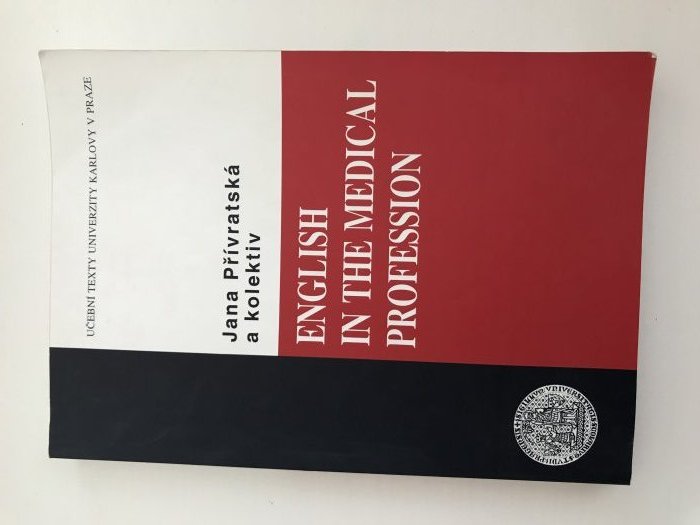 UČEBNÍ TEXTY UNIVERZITY KARLOVY V PRAZE
Jana Přívratská
a kolektiv
ENGLISH
IN THE MEDICAL
PROFESSION